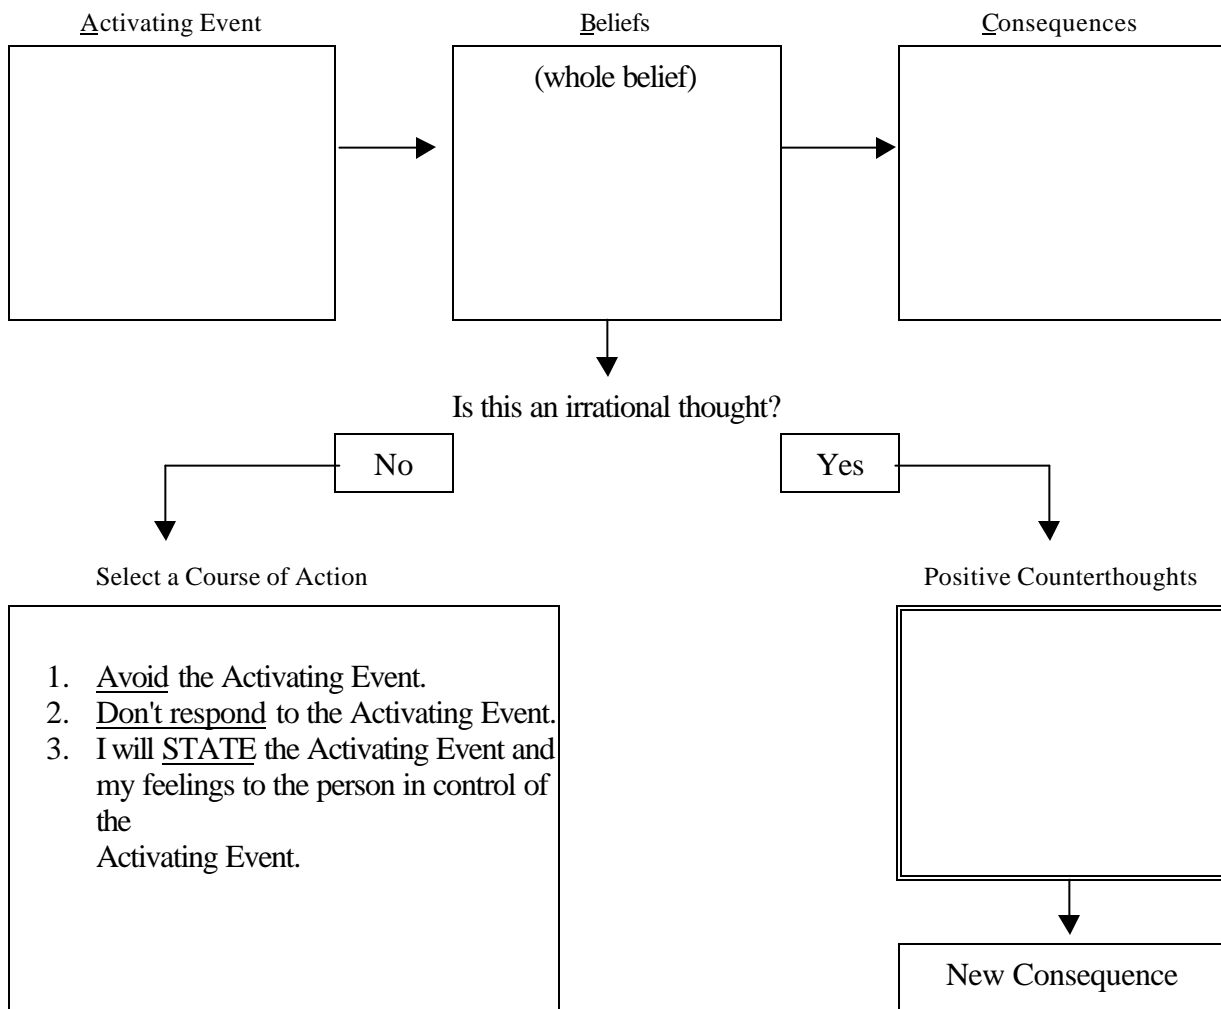 Activating Event
Beliefs
Consequences
(whole belief)
Is this an irrational thought?
No
Yes
Select a Course of Action
Positive Counterthoughts
1. Avoid the Activating Event.
2. Don't respond to the Activating Event.
3. I will STATE the Activating Event and
my feelings to the person in control of
the
Activating Event.
New Consequence